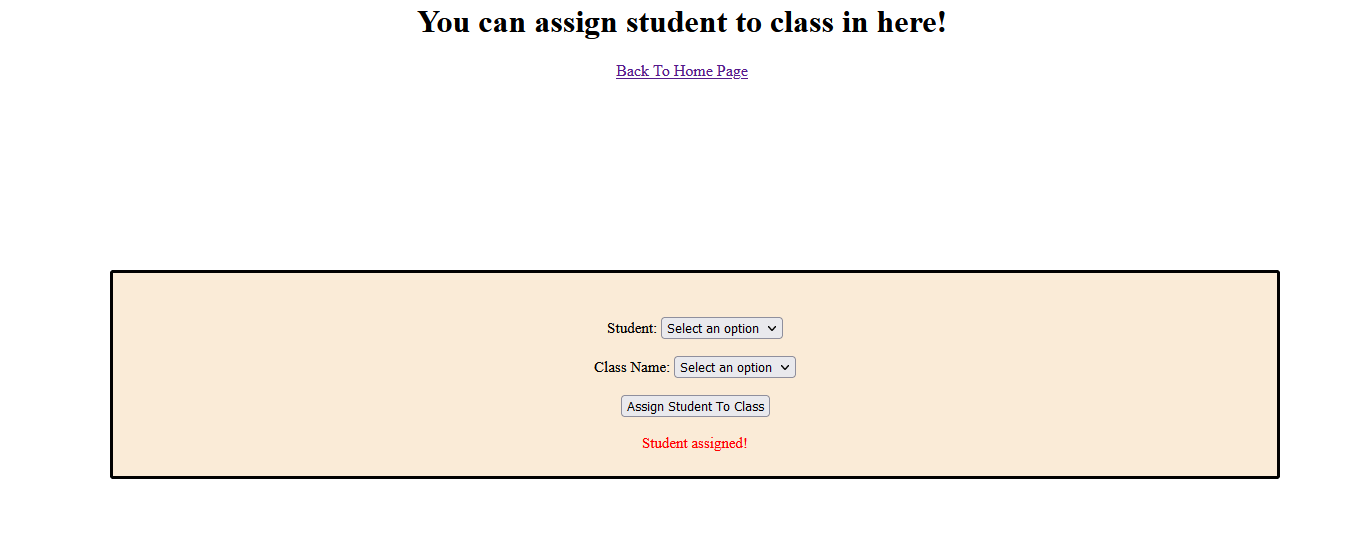 You can assign student to class in here!
Back To Home Page
Student: Select an option
Class Name: Select an option
Assign Student To Class
Student assigned!